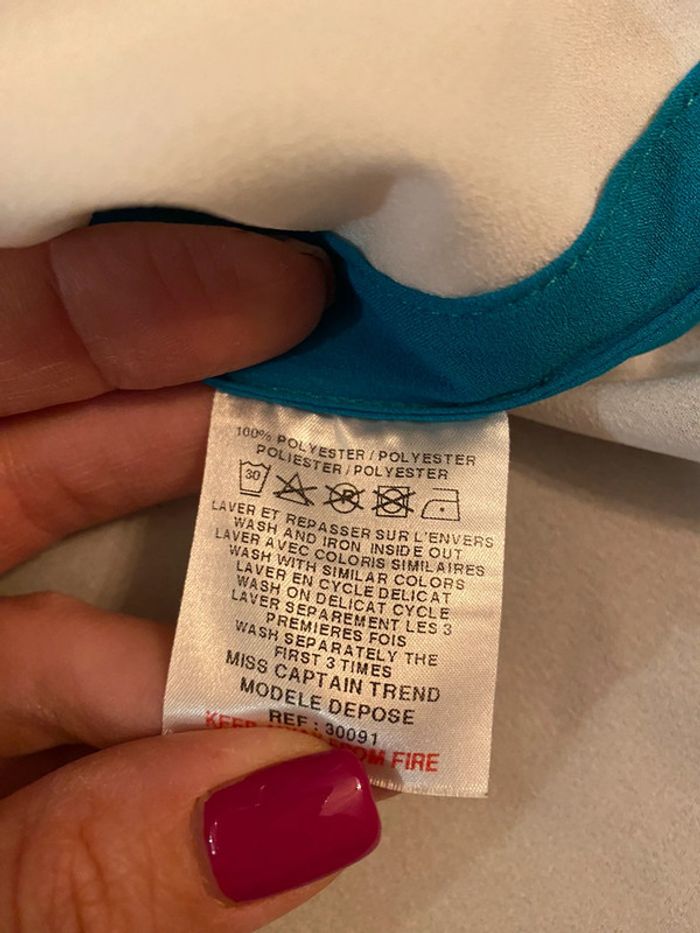 100% POLYESTER / POLYESTER
POLIESTER / POLYESTER
30
LAVER ET REPASSER SUR L'ENVERS
WASH AND IRON INSIDE OUT
LAVER AVEC COLORIS SIMILAIRES
WASH WITH SIMILAR COLORS
LAVER EN CYCLE DELICAT
WASH ON DELICAT CYCLE
LAVER SEPAREMENT LES 3
PREMIERES FOIS
WASH SEPARATELY THE
FIRST 3 TIMES
MISS CAPTAIN TREND
MODELE DEPOSE
REF : 30091
KEEP FROM FIRE